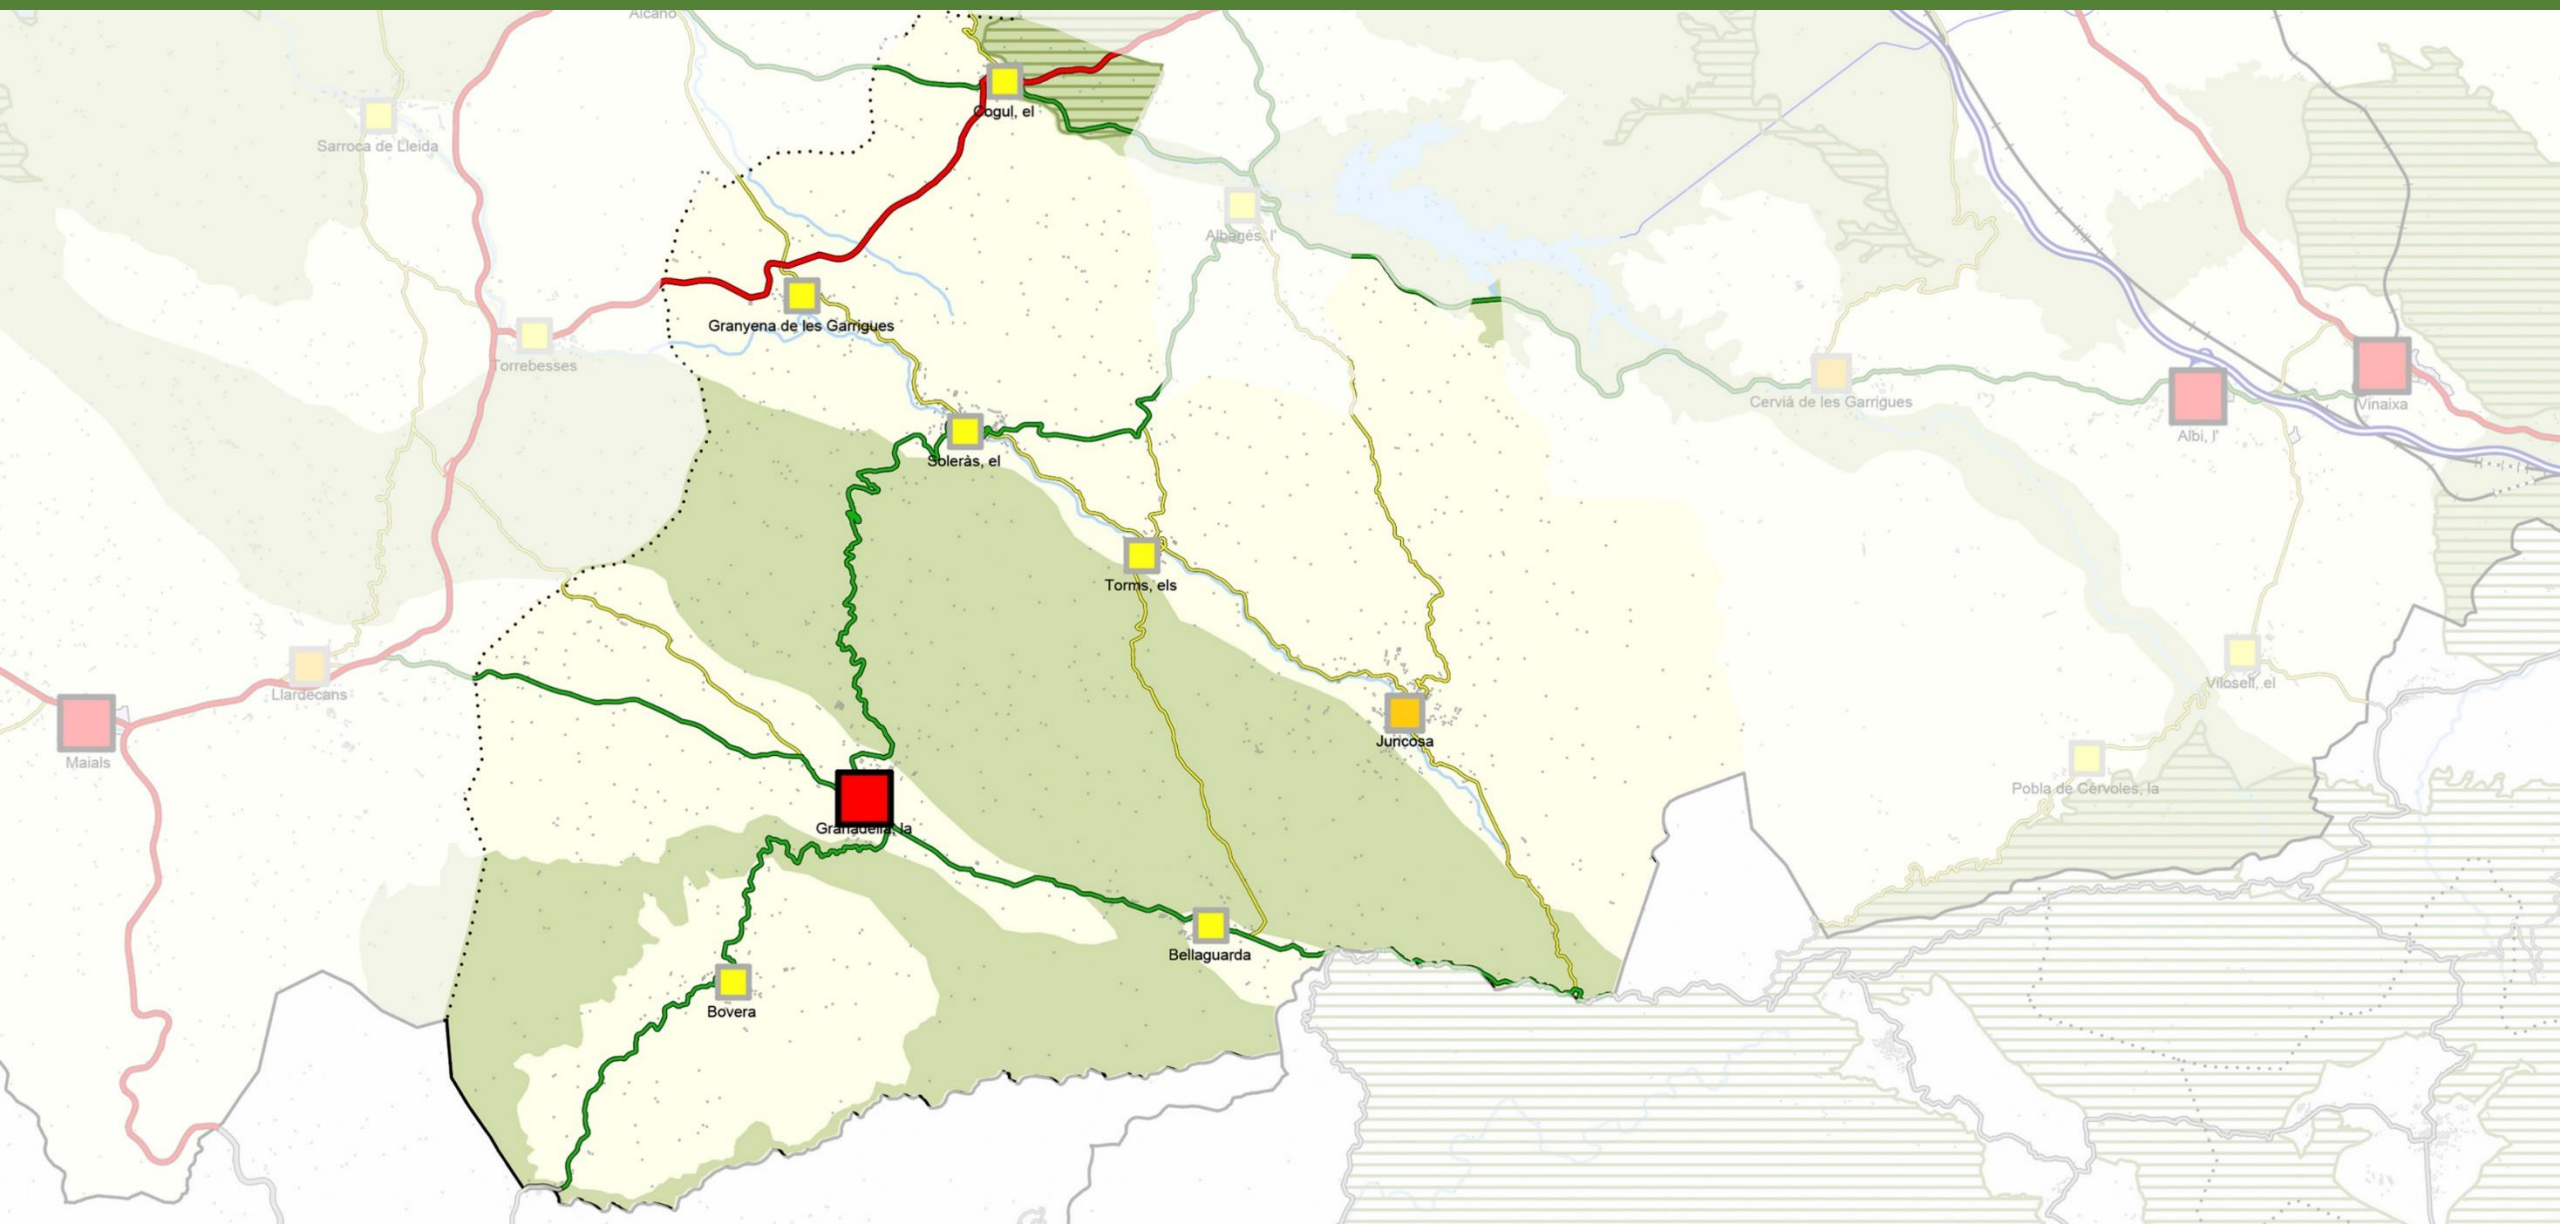 Alcanó
Cogul, el
Sarroca de Lleida
Albagés, l'
Granyena de les Garrigues
Torrebesses
Cervià de les Garrigues
Vinaixa
Albi, l'
Soleràs, el
Torms, els
Llardecans
Vilosell, el
Juncosa
Maials
Pobla de Cérvoles, la
Granadella, la
Bellaguarda
Bovera